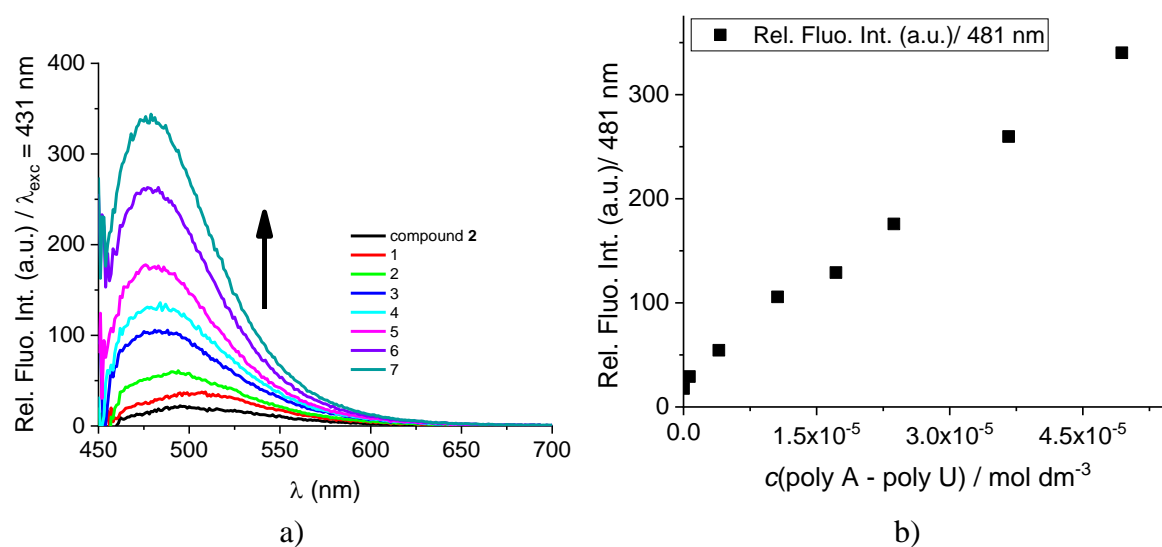 Rel. Fluo. Int. (a.u.) / λexc = 431 nm
400
300
200
100
0
450
500
550
600
650
700
λ (nm)
compound 2
1
2
3
4
5
6
7
a)
Rel. Fluo. Int. (a.u.)/ 481 nm
Rel. Fluo. Int. (a.u.)/ 481 nm
300
200
100
0
0.0
1.5x10⁻⁵
3.0x10⁻⁵
4.5x10⁻⁵
c(poly A - poly U) / mol dm⁻³
b)